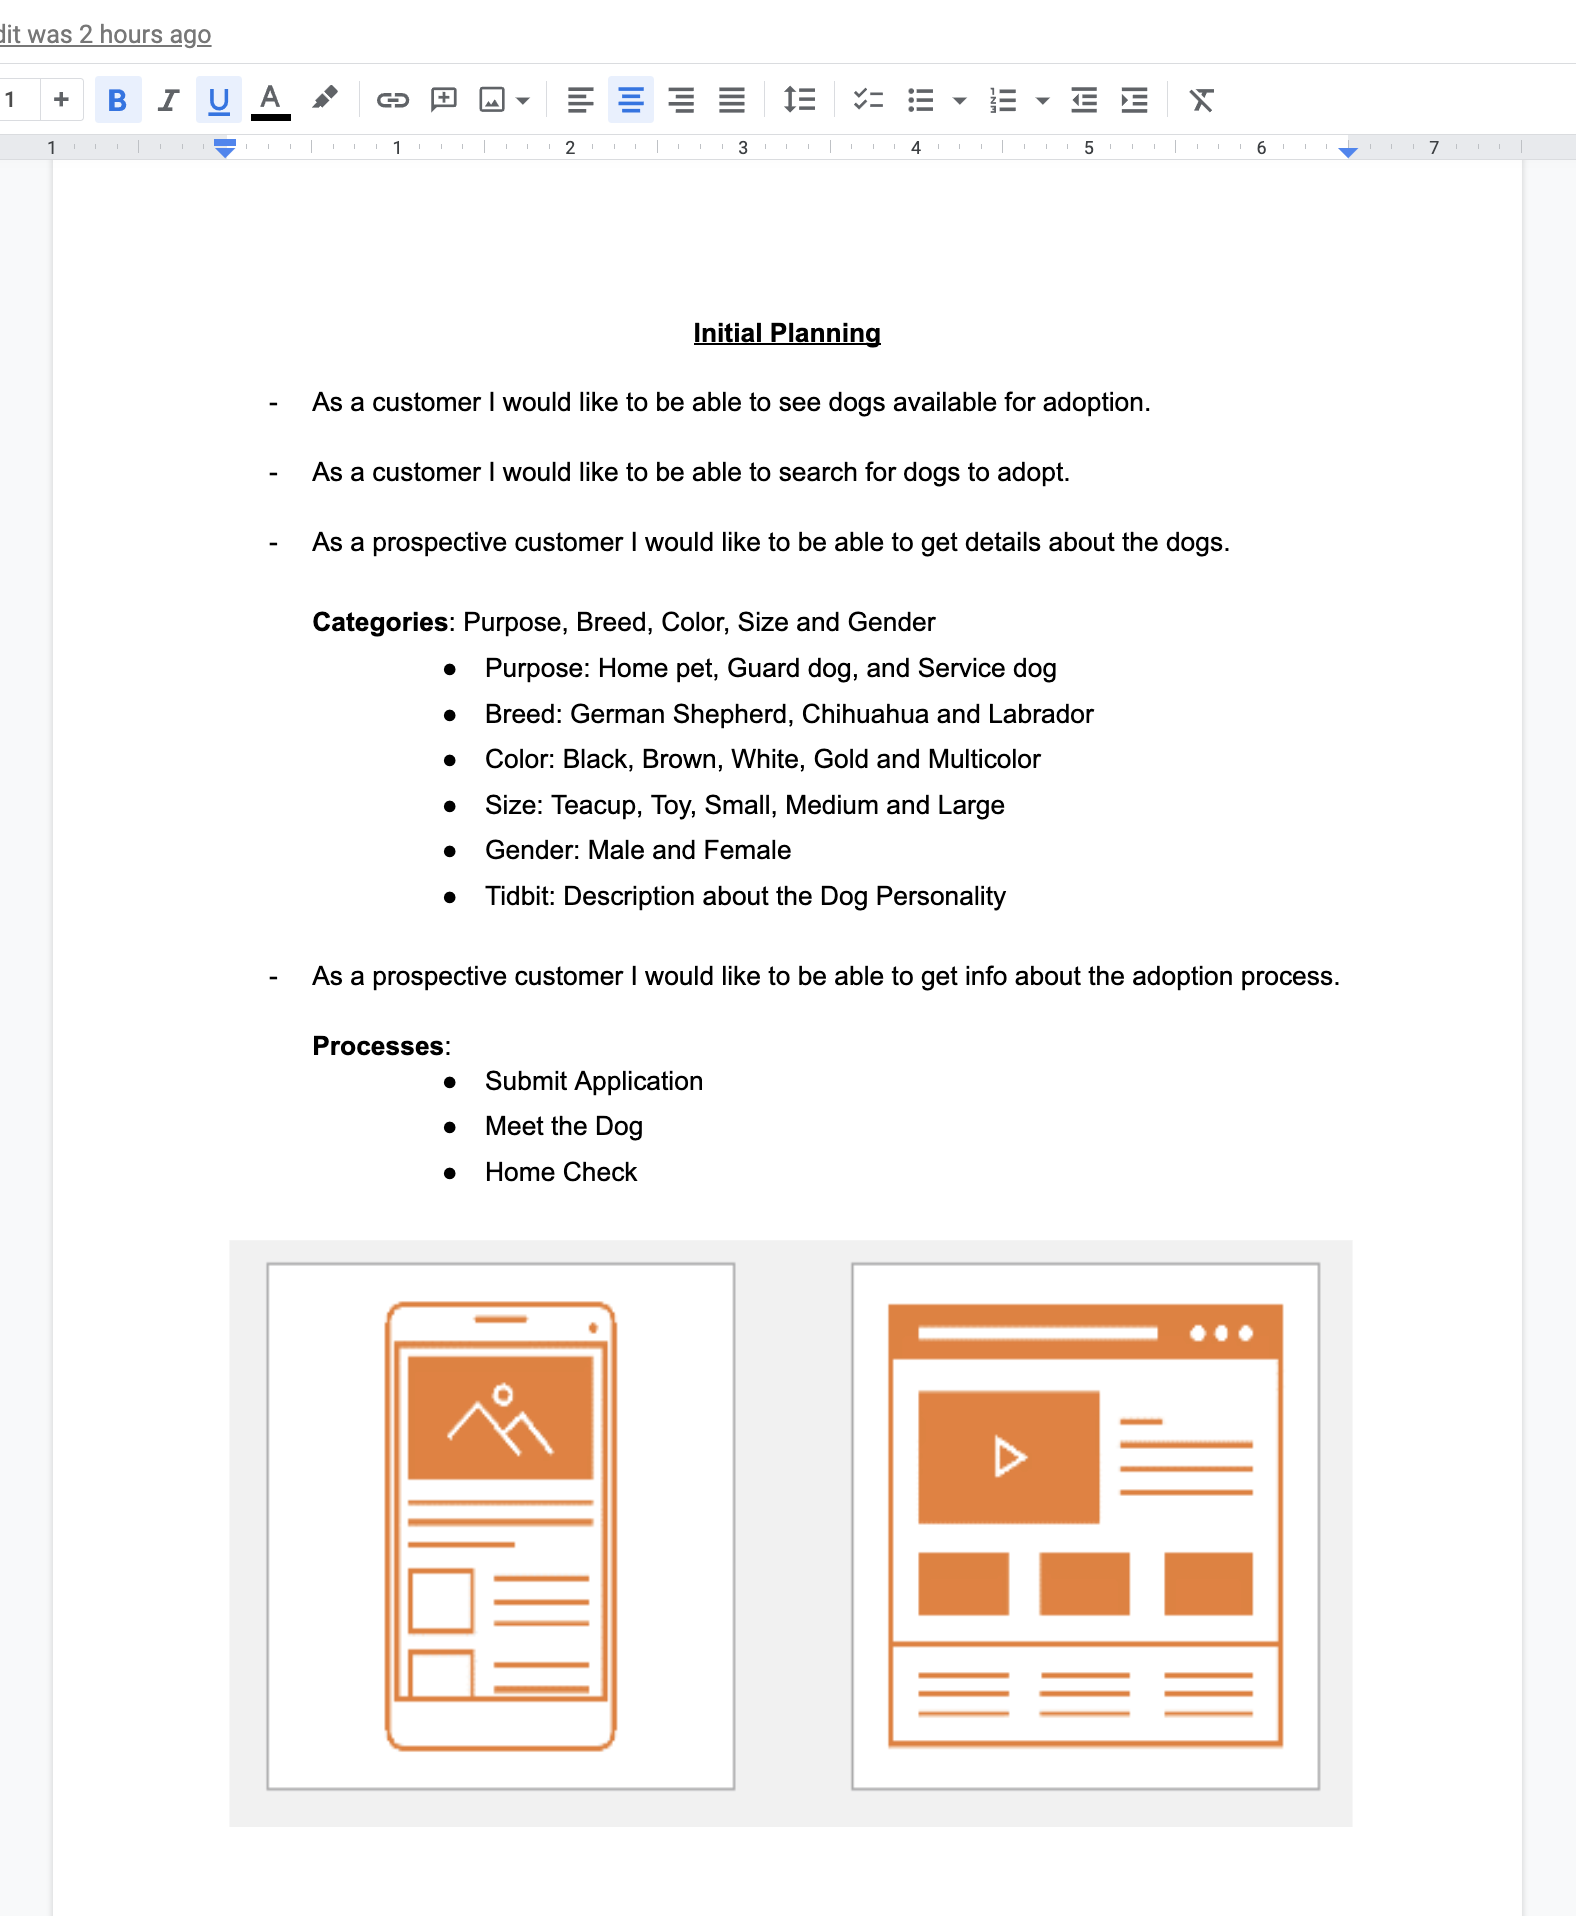 dit was 2 hours ago
1 + B I U A
1 1 2 3 4 5 6 7
Initial Planning
- As a customer I would like to be able to see dogs available for adoption.
- As a customer I would like to be able to search for dogs to adopt.
- As a prospective customer I would like to be able to get details about the dogs.
Categories: Purpose, Breed, Color, Size and Gender
● Purpose: Home pet, Guard dog, and Service dog
● Breed: German Shepherd, Chihuahua and Labrador
● Color: Black, Brown, White, Gold and Multicolor
● Size: Teacup, Toy, Small, Medium and Large
● Gender: Male and Female
● Tidbit: Description about the Dog Personality
- As a prospective customer I would like to be able to get info about the adoption process.
Processes:
● Submit Application
● Meet the Dog
● Home Check